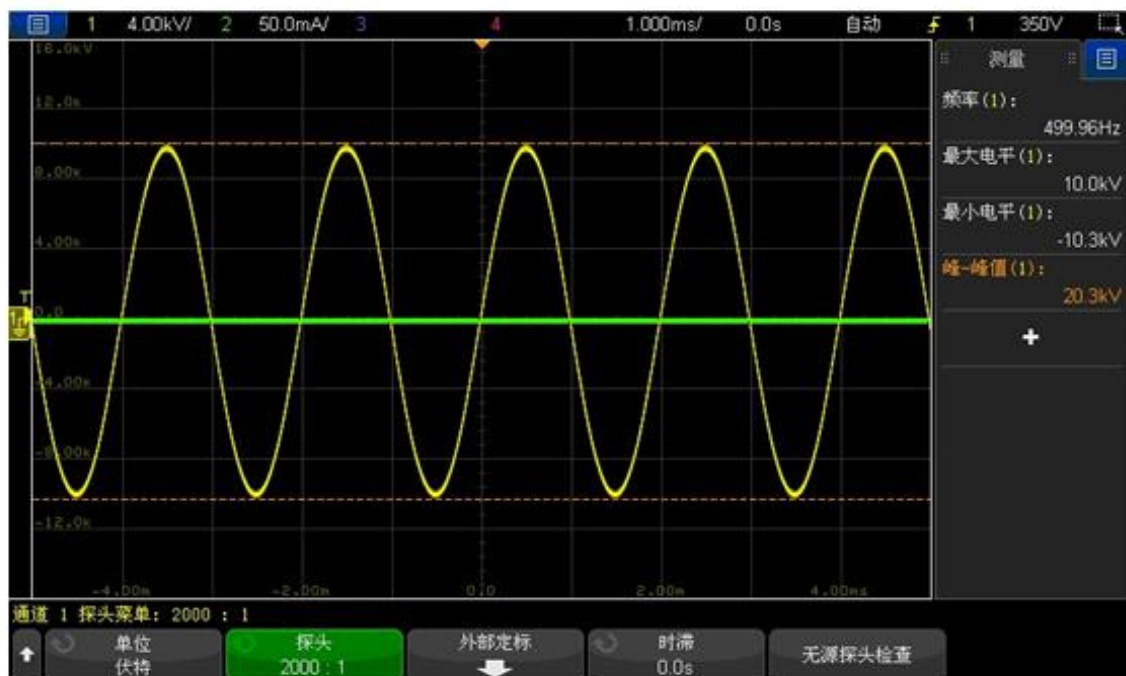 1 4.00kV/ 2 50.0mA/ 3 4 1.000ms/ 0.0s 自动 1 350V
16.0kV
12.0k
8.00k
4.00k
0.0
-4.00k
-8.00k
-12.0k
-4.00m -2.00m 0.0 2.00m 4.00ms
T
1
测量
频率(1):
499.96Hz
最大电平(1):
10.0kV
最小电平(1):
-10.3kV
峰-峰值(1):
20.3kV
通道 1 探头菜单: 2000 : 1
单位
伏特
探头
2000 : 1
外部定标
时滞
0.0s
无源探头检查